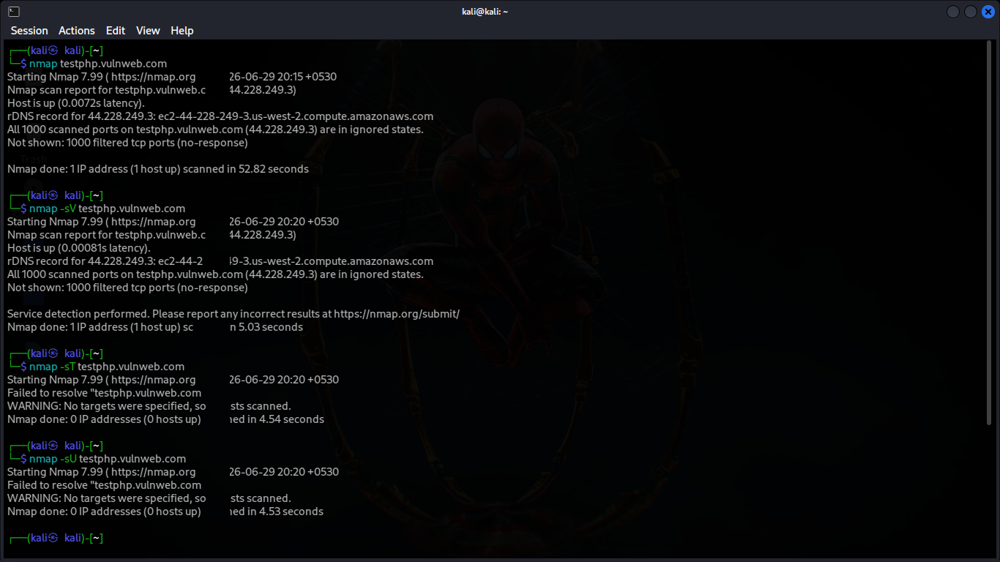 kali@kali: ~
Session Actions Edit View Help
┌──(kali㉿ kali)-[~]
└─$ nmap testphp.vulnweb.com
Starting Nmap 7.99 ( https://nmap.org 26-06-29 20:15 +0530
Nmap scan report for testphp.vulnweb.c 44.228.249.3)
Host is up (0.0072s latency).
rDNS record for 44.228.249.3: ec2-44-228-249-3.us-west-2.compute.amazonaws.com
All 1000 scanned ports on testphp.vulnweb.com (44.228.249.3) are in ignored states.
Not shown: 1000 filtered tcp ports (no-response)
Trash
Nmap done: 1 IP address (1 host up) scanned in 52.82 seconds
┌──(kali㉿ kali)-[~]
└─$ nmap -sV testphp.vulnweb.com
Starting Nmap 7.99 ( https://nmap.org 26-06-29 20:20 +0530
Nmap scan report for testphp.vulnweb.c 44.228.249.3)
Host is up (0.00081s latency).
rDNS record for 44.228.249.3: ec2-44-2 49-3.us-west-2.compute.amazonaws.com
All 1000 scanned ports on testphp.vulnweb.com (44.228.249.3) are in ignored states.
Not shown: 1000 filtered tcp ports (no-response)
Service detection performed. Please report any incorrect results at https://nmap.org/submit/
Nmap done: 1 IP address (1 host up) sc n 5.03 seconds
┌──(kali㉿ kali)-[~]
└─$ nmap -sT testphp.vulnweb.com
Starting Nmap 7.99 ( https://nmap.org 26-06-29 20:20 +0530
Failed to resolve "testphp.vulnweb.com
WARNING: No targets were specified, so sts scanned.
Nmap done: 0 IP addresses (0 hosts up) ned in 4.54 seconds
┌──(kali㉿ kali)-[~]
└─$ nmap -sU testphp.vulnweb.com
Starting Nmap 7.99 ( https://nmap.org 26-06-29 20:20 +0530
Failed to resolve "testphp.vulnweb.com
WARNING: No targets were specified, so sts scanned.
Nmap done: 0 IP addresses (0 hosts up) ned in 4.53 seconds
┌──(kali㉿ kali)-[~]